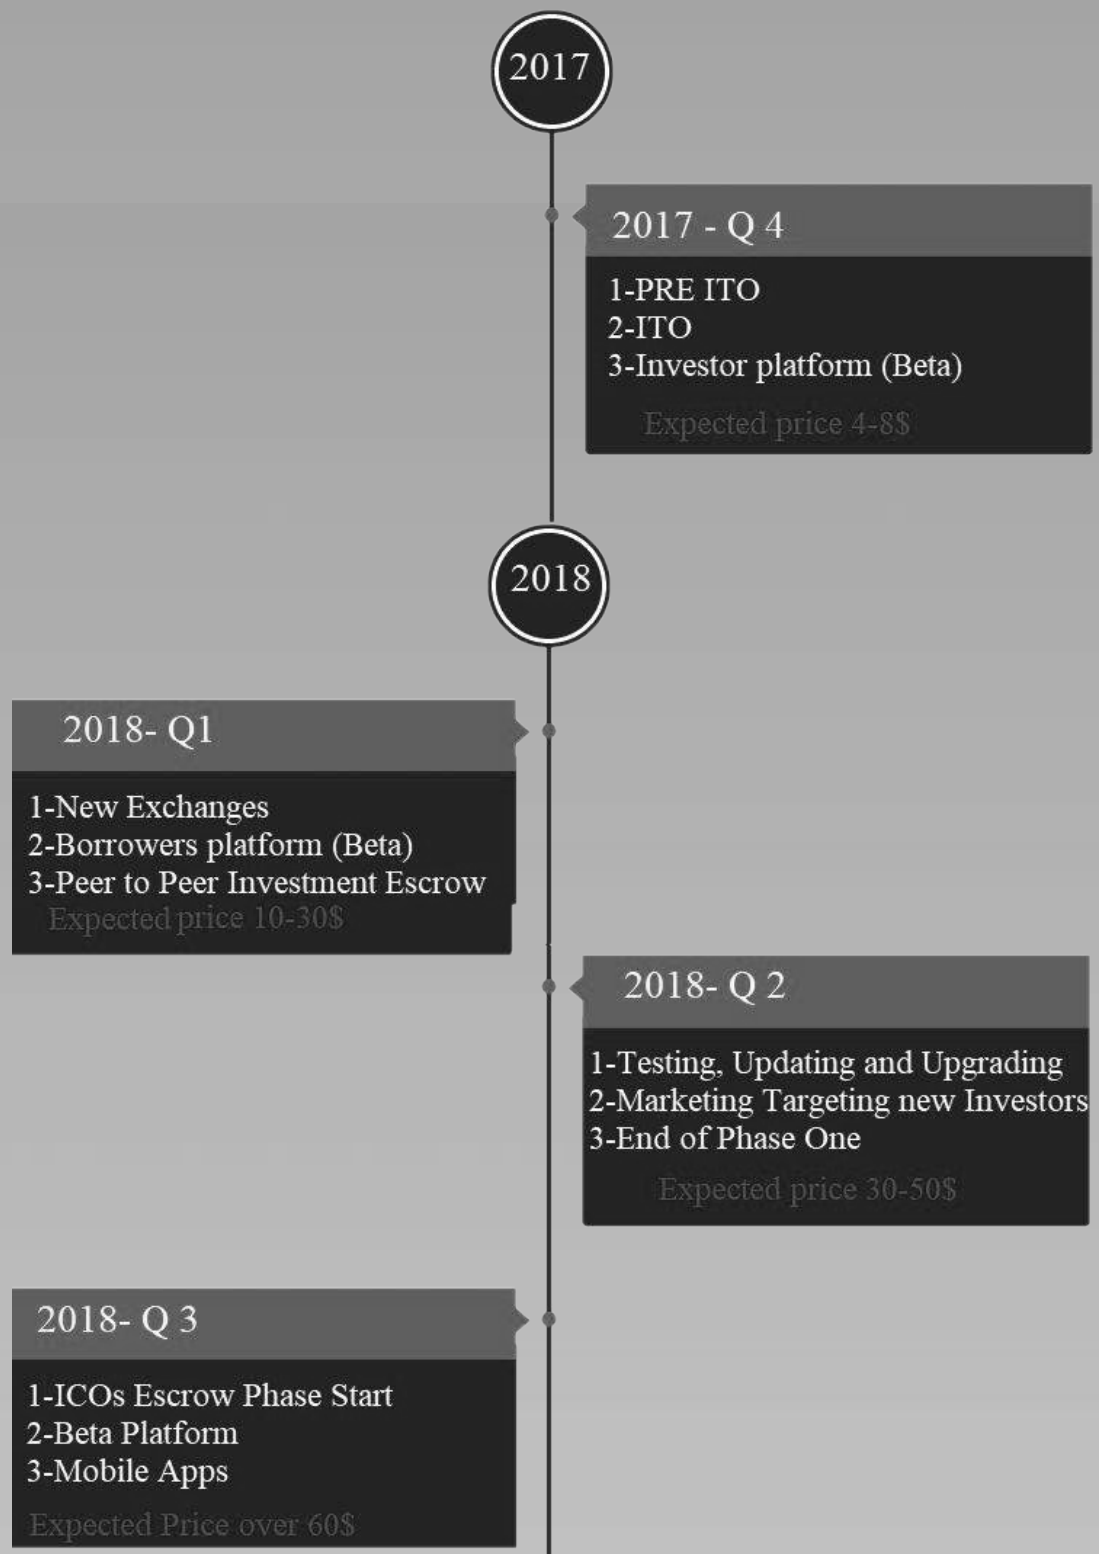 2017
2017 - Q 4
1-PRE ITO
2-ITO
3-Investor platform (Beta)
Expected price 4-8$
2018
2018- Q1
1-New Exchanges
2-Borrowers platform (Beta)
3-Peer to Peer Investment Escrow
Expected price 10-30$
2018- Q 2
1-Testing, Updating and Upgrading
2-Marketing Targeting new Investors
3-End of Phase One
Expected price 30-50$
2018- Q 3
1-ICOs Escrow Phase Start
2-Beta Platform
3-Mobile Apps
Expected Price over 60$